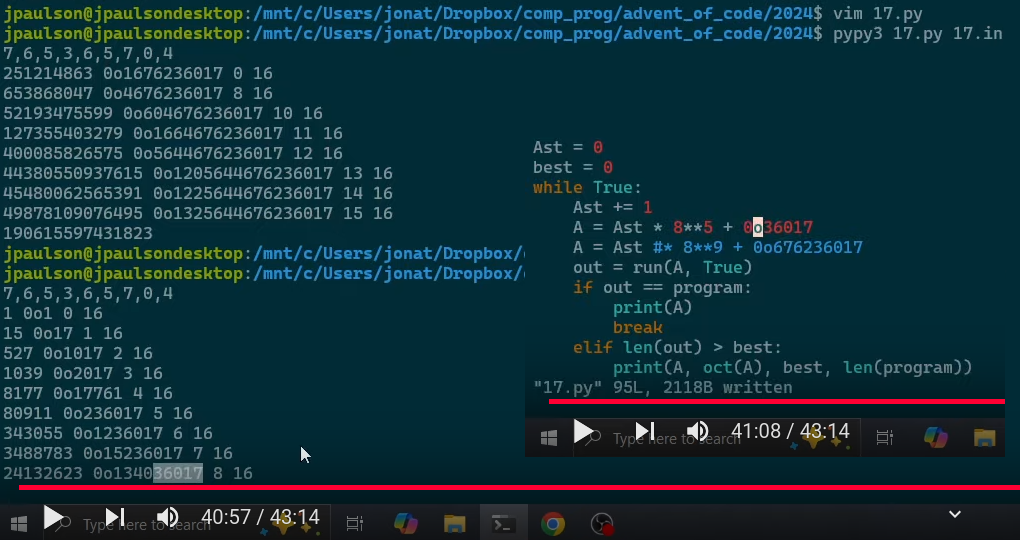 jpaulson@jpaulsondesktop:/mnt/c/Users/jonat/Dropbox/comp_prog/advent_of_code/2024$ vim 17.py
jpaulson@jpaulsondesktop:/mnt/c/Users/jonat/Dropbox/comp_prog/advent_of_code/2024$ pypy3 17.py 17.in
7,6,5,3,6,5,7,0,4
251214863 0o1676236017 0 16
653868047 0o4676236017 8 16
52193475599 0o604676236017 10 16
127355403279 0o1664676236017 11 16
400085826575 0o5644676236017 12 16
44380550937615 0o1205644676236017 13 16
45480062565391 0o1225644676236017 14 16
49878109076495 0o1325644676236017 15 16
190615597431823
jpaulson@jpaulsondesktop:/mnt/c/Users/jonat/Dropbox/
jpaulson@jpaulsondesktop:/mnt/c/Users/jonat/Dropbox/
7,6,5,3,6,5,7,0,4
1 0o1 0 16
15 0o17 1 16
527 0o1017 2 16
1039 0o2017 3 16
8177 0o17761 4 16
80911 0o236017 5 16
343055 0o1236017 6 16
3488783 0o15236017 7 16
24132623 0o134036017 8 16
Type here to search
40:57 / 43:14
Ast = 0
best = 0
while True:
Ast += 1
A = Ast * 8**5 + 0o36017
A = Ast #* 8**9 + 0o676236017
out = run(A, True)
if out == program:
print(A)
break
elif len(out) > best:
print(A, oct(A), best, len(program))
"17.py" 95L, 2118B written
Type here to search
41:08 / 43:14